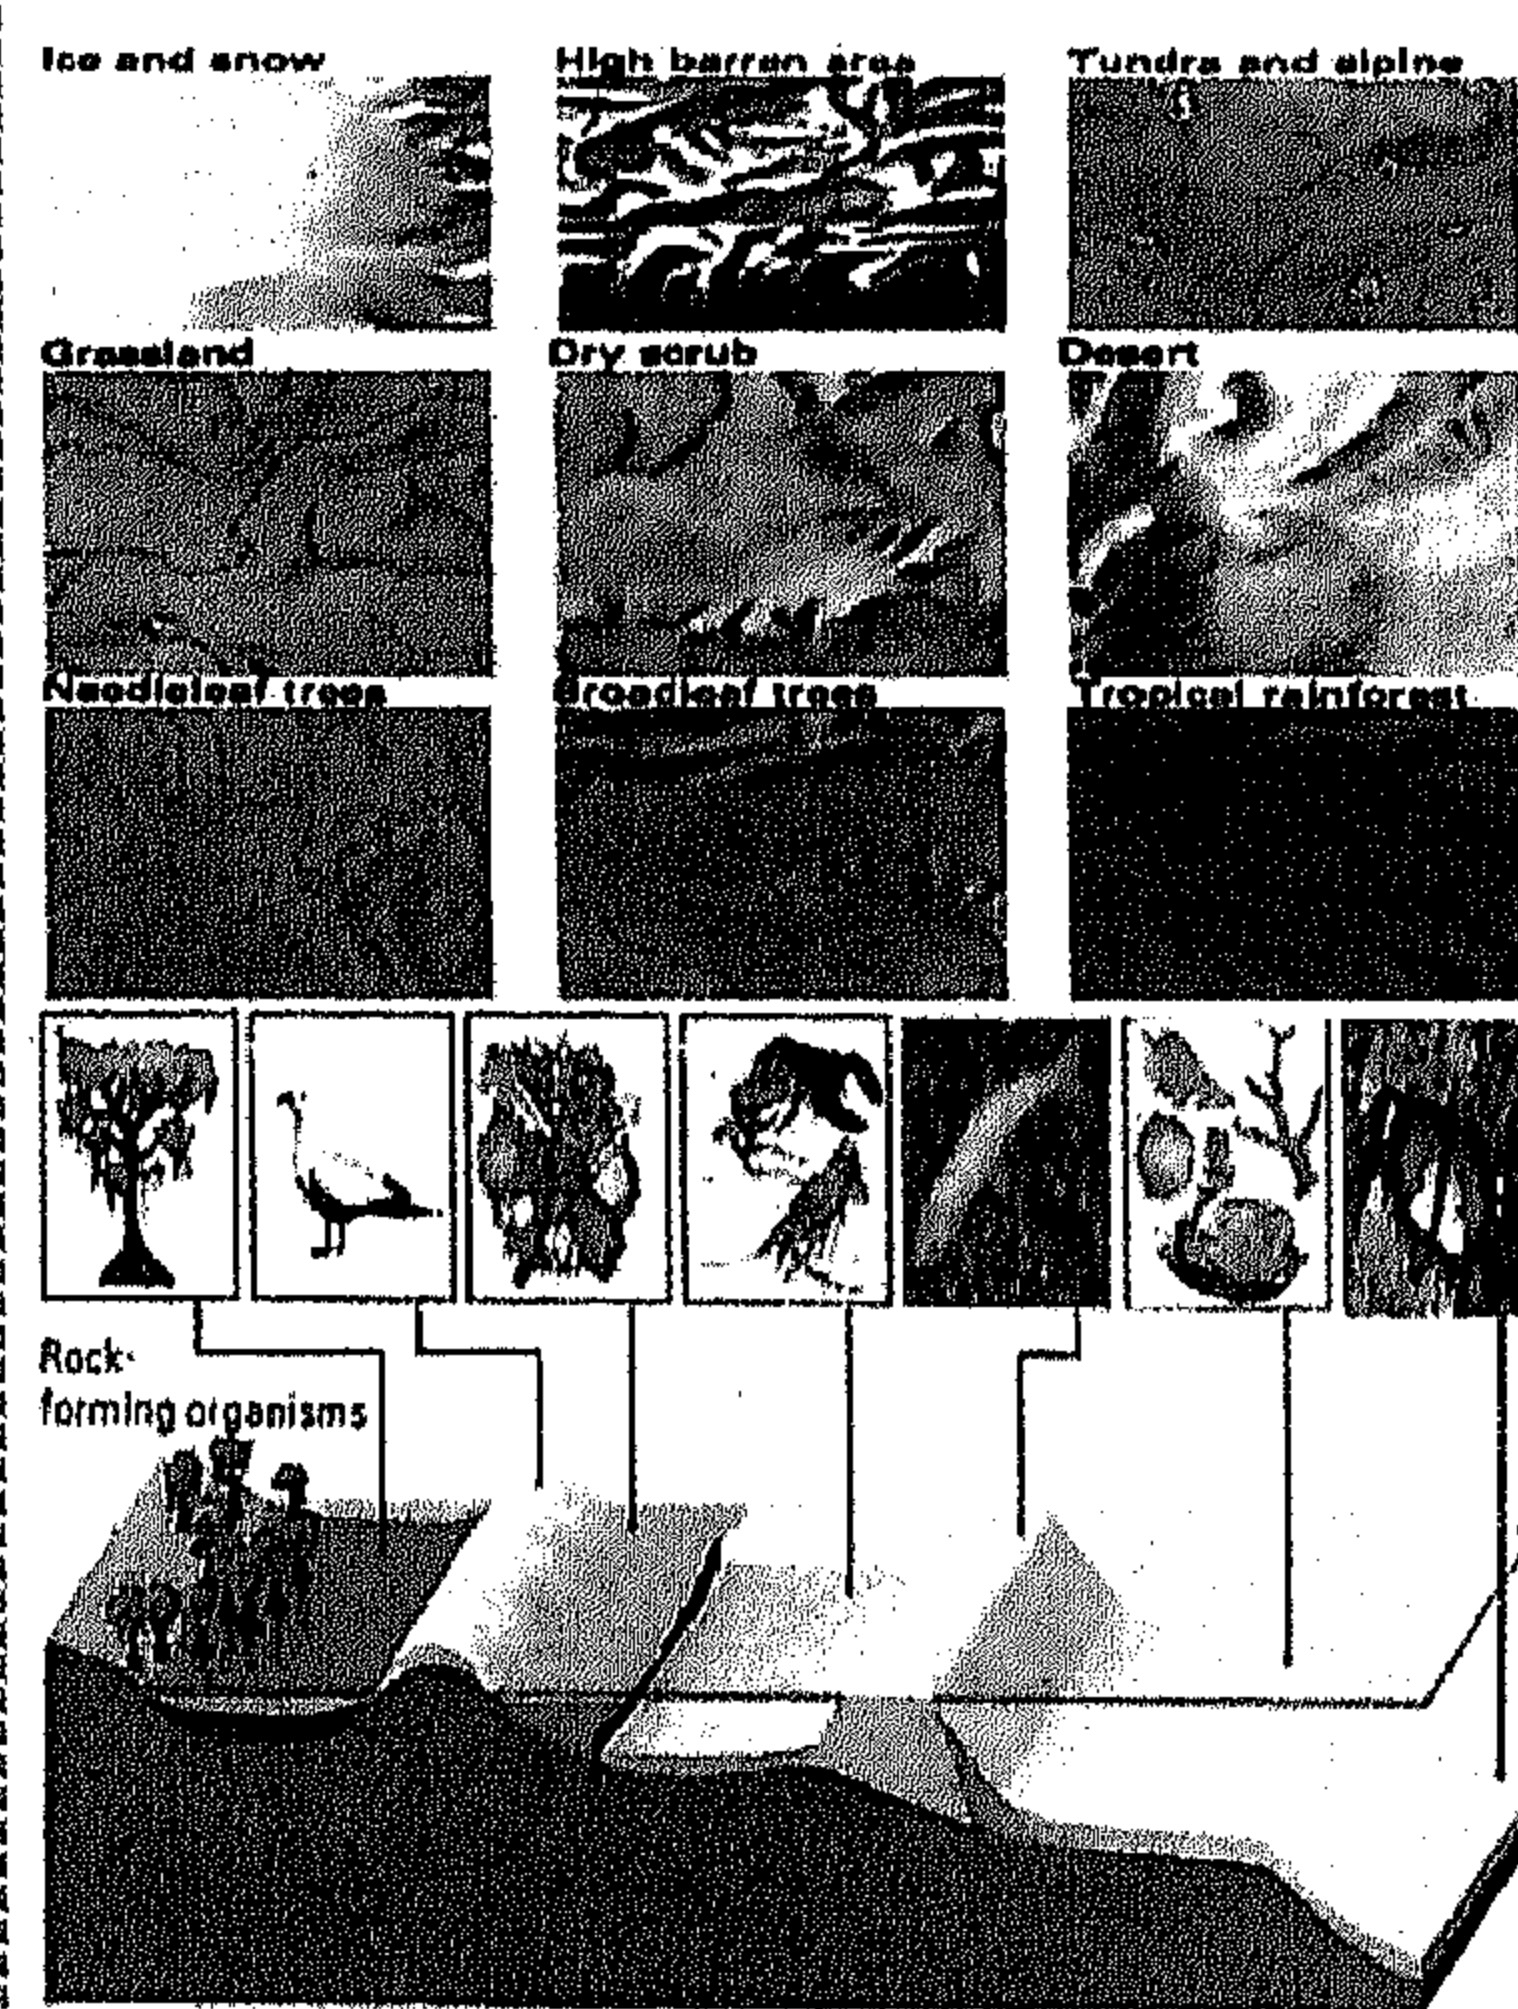 Ice and snow
High barren area
Tundra and alpine
Grassland
Dry scrub
Desert
Needleleaf trees
Broadleaf trees
Tropical rainforest
Rock-
forming organisms